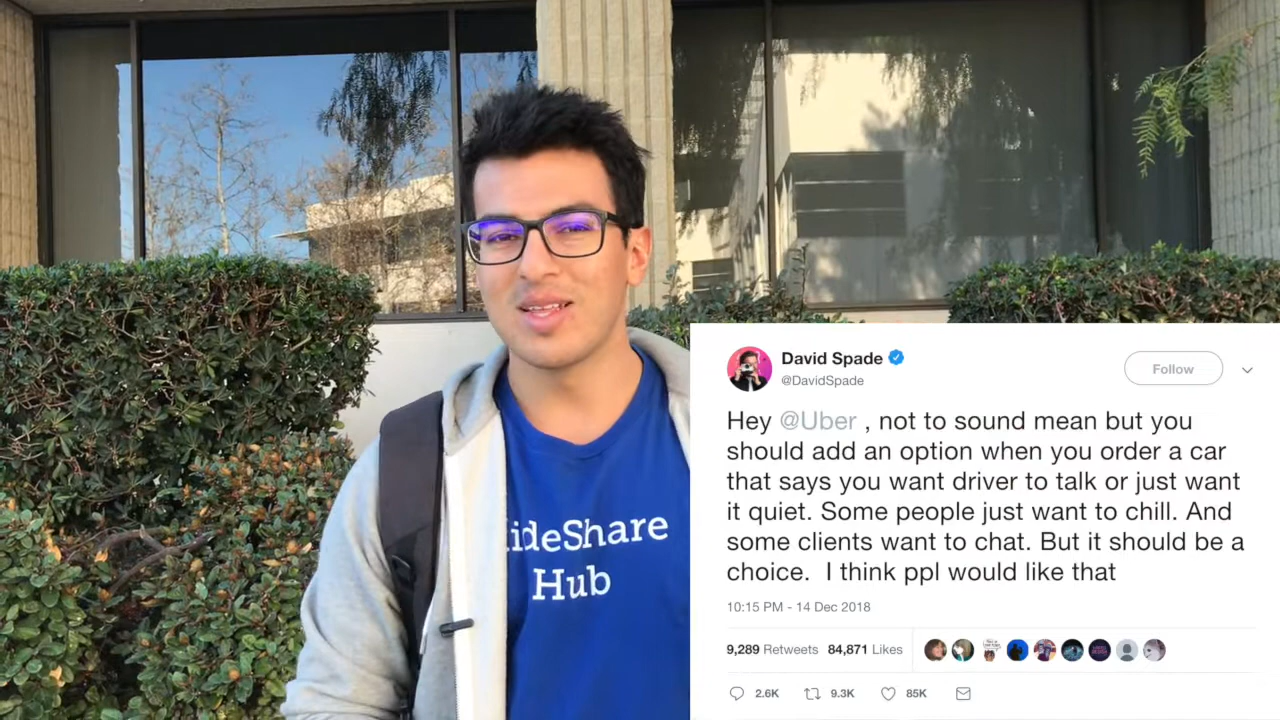 ideShare
Hub
David Spade
@DavidSpade
Follow
Hey @Uber , not to sound mean but you
should add an option when you order a car
that says you want driver to talk or just want
it quiet. Some people just want to chill. And
some clients want to chat. But it should be a
choice.  I think ppl would like that
10:15 PM - 14 Dec 2018
9,289 Retweets 84,871 Likes
2.6K 9.3K 85K